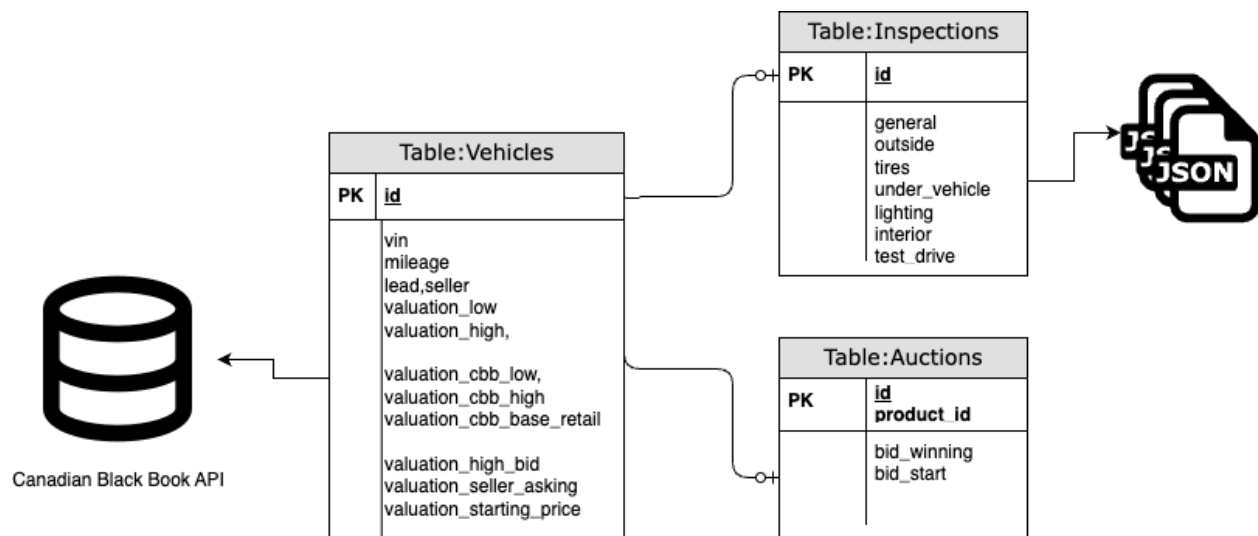 Table:Inspections
PK
id
general
outside
tires
under_vehicle
lighting
interior
test_drive
JS
JS
JSON
Table:Vehicles
PK
id
vin
mileage
lead,seller
valuation_low
valuation_high,
valuation_cbb_low,
valuation_cbb_high
valuation_cbb_base_retail
valuation_high_bid
valuation_seller_asking
valuation_starting_price
Canadian Black Book API
Table:Auctions
PK
id
product_id
bid_winning
bid_start